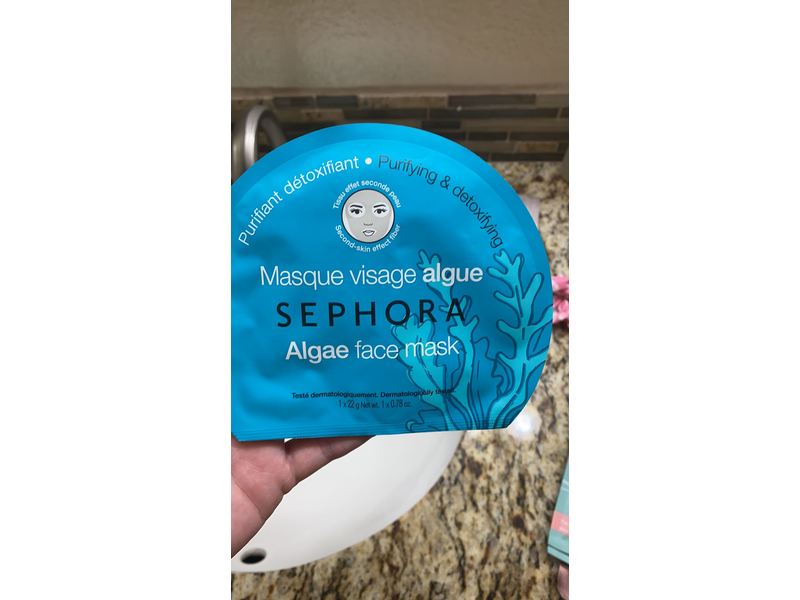 Purifiant détoxifiant • Purifying & detoxifying
Tissu effet seconde peau
Second-skin effect fiber
Masque visage algue
SEPHORA
Algae face mask
Testé dermatologiquement. Dermatologically tested.
1 x 22 g Net wt. 1 x 0.78 oz.